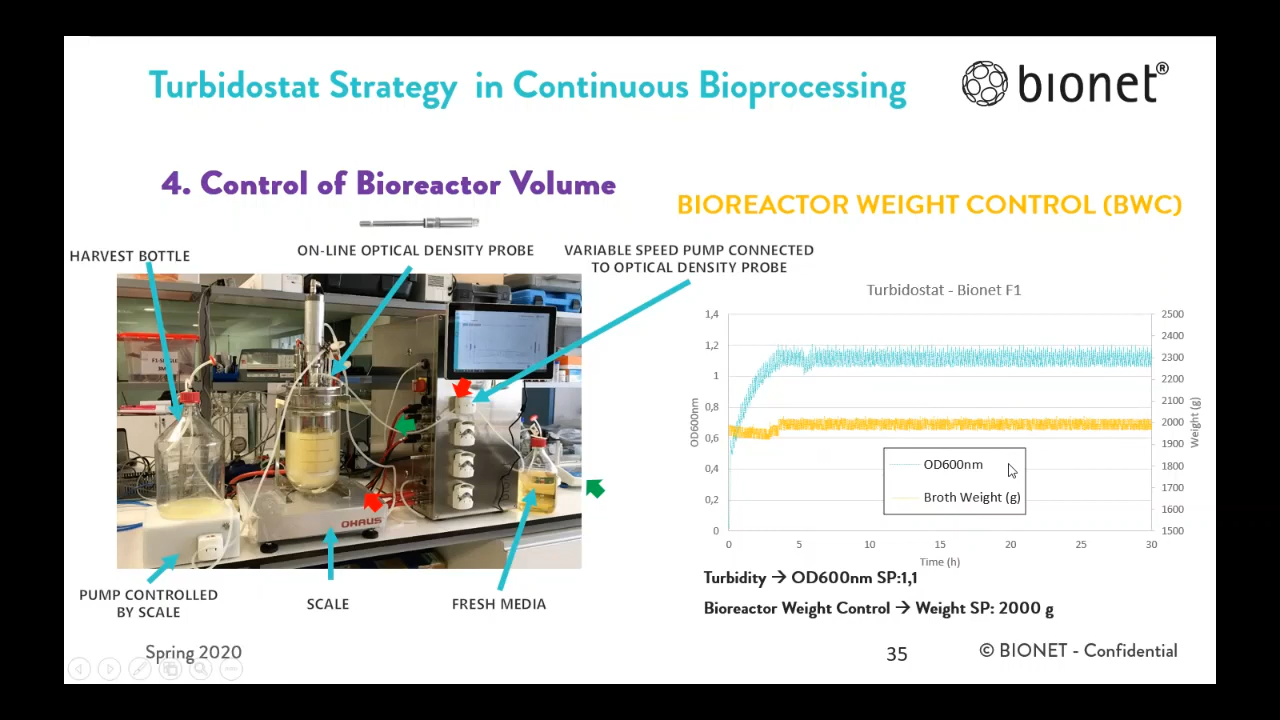 Turbidostat Strategy in Continuous Bioprocessing
bionet®
4. Control of Bioreactor Volume
BIOREACTOR WEIGHT CONTROL (BWC)
HARVEST BOTTLE
ON-LINE OPTICAL DENSITY PROBE
VARIABLE SPEED PUMP CONNECTED
TO OPTICAL DENSITY PROBE
OHAUS
PUMP CONTROLLED
BY SCALE
SCALE
FRESH MEDIA
Turbidostat - Bionet F1
1,4
1,2
1
0,8
0,6
0,4
0,2
0
OD600nm
2500
2400
2300
2200
2100
2000
1900
1800
1700
1600
1500
Weight (g)
OD600nm
Broth Weight (g)
0 5 10 15 20 25 30
Time (h)
Turbidity → OD600nm SP:1,1
Bioreactor Weight Control → Weight SP: 2000 g
Spring 2020
35
© BIONET - Confidential